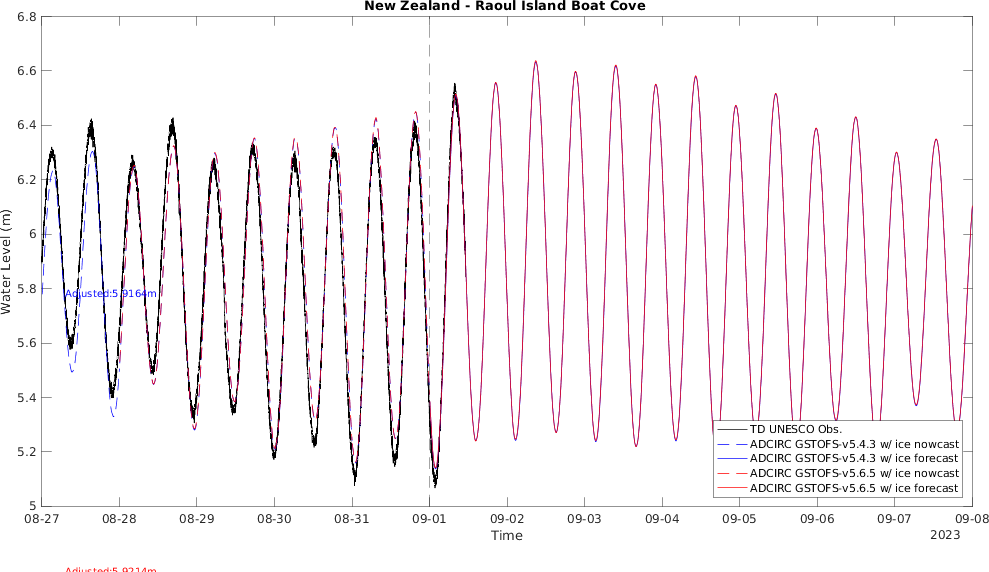 New Zealand - Raoul Island Boat Cove
6.8
6.6
6.4
6.2
6
5.8
5.6
5.4
5.2
5
Water Level (m)
Adjusted:5.9164m
TD UNESCO Obs.
ADCIRC GSTOFS-v5.4.3 w/ ice nowcast
ADCIRC GSTOFS-v5.4.3 w/ ice forecast
ADCIRC GSTOFS-v5.6.5 w/ ice nowcast
ADCIRC GSTOFS-v5.6.5 w/ ice forecast
08-27 08-28 08-29 08-30 08-31 09-01 09-02 09-03 09-04 09-05 09-06 09-07 09-08
Time
2023
Adjusted:5.9214m